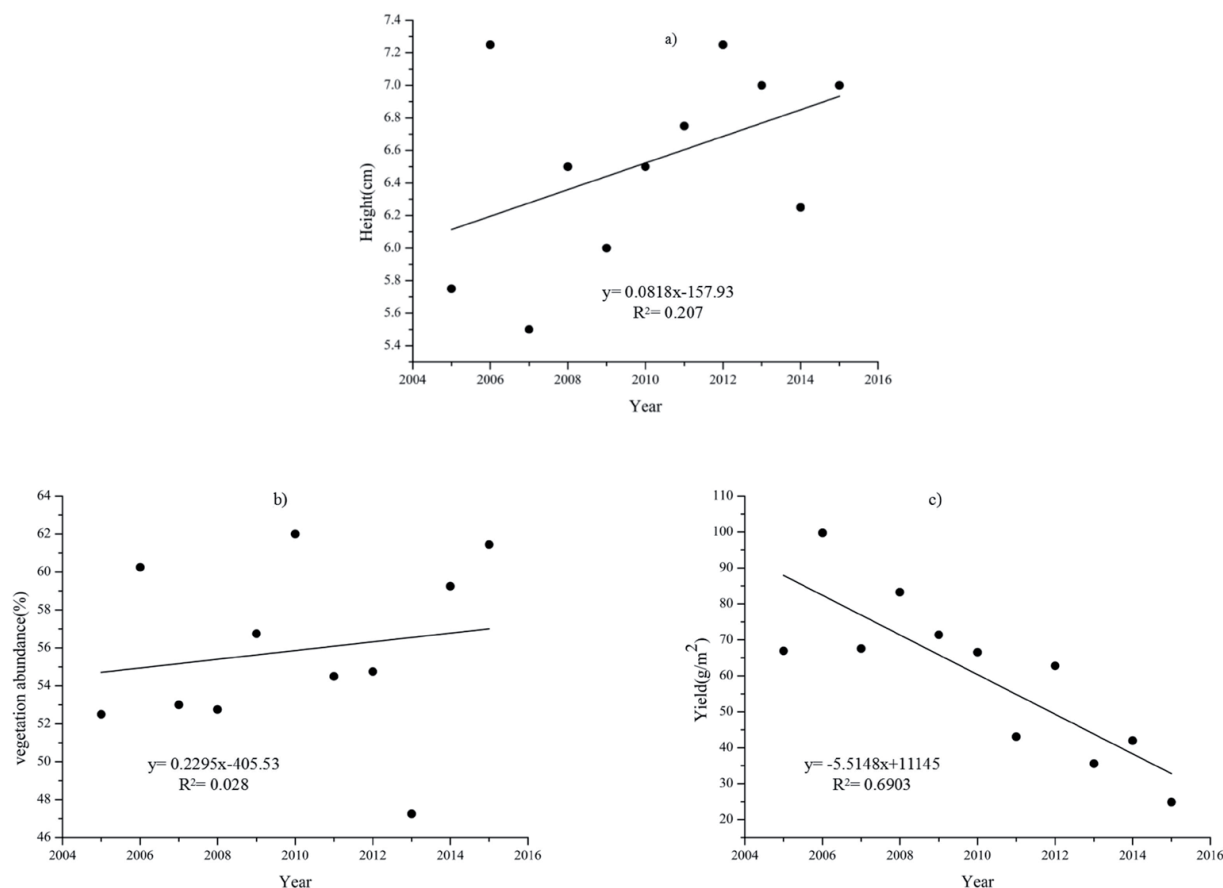 a)
7.4
7.2
7.0
6.8
6.6
6.4
6.2
6.0
5.8
5.6
5.4
Height(cm)
y= 0.0818x-157.93
R²= 0.207
2004 2006 2008 2010 2012 2014 2016
Year
b)
64
62
60
58
56
54
52
50
48
46
vegetation abundance(%)
y= 0.2295x-405.53
R²= 0.028
2004 2006 2008 2010 2012 2014 2016
Year
c)
110
100
90
80
70
60
50
40
30
20
Yield(g/m²)
y= -5.5148x+11145
R²= 0.6903
2004 2006 2008 2010 2012 2014 2016
Year